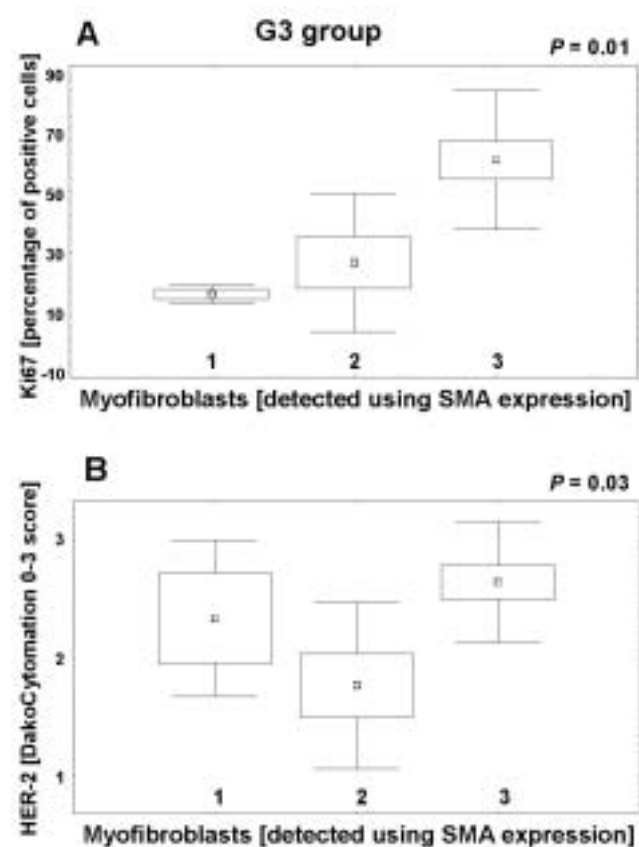 A
G3 group
P = 0.01
Ki67 [percentage of positive cells]
90
70
50
30
10
-10
1 2 3
Myofibroblasts [detected using SMA expression]
B
P = 0.03
HER-2 [DakoCytomation 0-3 score]
3
2
1
1 2 3
Myofibroblasts [detected using SMA expression]